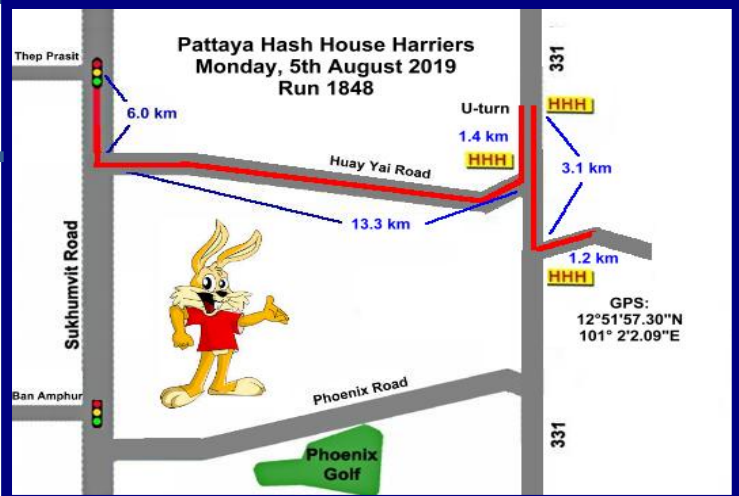 Pattaya Hash House Harriers
Monday, 5th August 2019
Run 1848
Thep Prasit
6.0 km
331
U-turn
HHH
1.4 km
HHH
Huay Yai Road
3.1 km
13.3 km
1.2 km
HHH
GPS:
12°51'57.30"N
101° 2'2.09"E
Sukhumvit Road
Ban Amphur
Phoenix Road
331
Phoenix
Golf